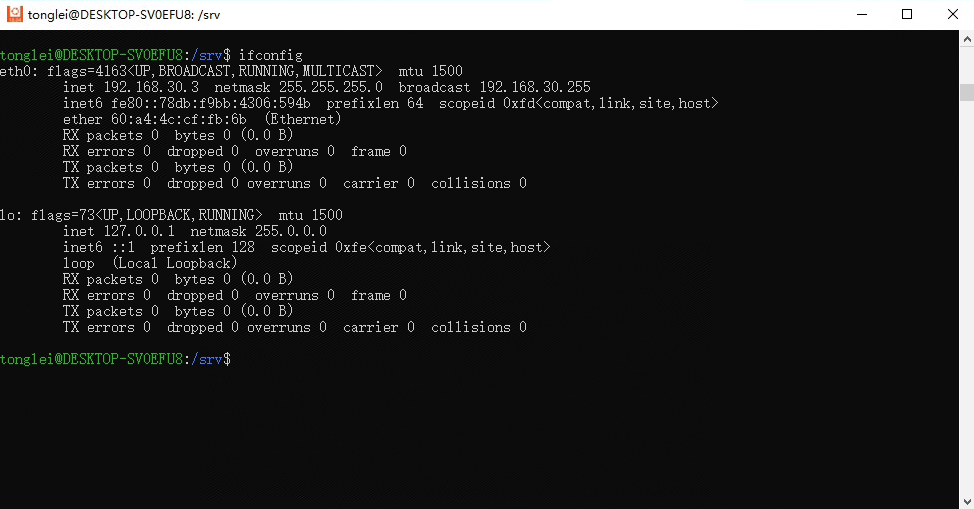 tonglei@DESKTOP-SV0EFU8: /srv
tonglei@DESKTOP-SV0EFU8:/srv$ ifconfig
eth0: flags=4163<UP,BROADCAST,RUNNING,MULTICAST>  mtu 1500
        inet 192.168.30.3  netmask 255.255.255.0  broadcast 192.168.30.255
        inet6 fe80::78db:f9bb:4306:594b  prefixlen 64  scopeid 0xfd<compat,link,site,host>
        ether 60:a4:4c:cf:fb:6b  (Ethernet)
        RX packets 0  bytes 0 (0.0 B)
        RX errors 0  dropped 0  overruns 0  frame 0
        TX packets 0  bytes 0 (0.0 B)
        TX errors 0  dropped 0 overruns 0  carrier 0  collisions 0
lo: flags=73<UP,LOOPBACK,RUNNING>  mtu 1500
        inet 127.0.0.1  netmask 255.0.0.0
        inet6 ::1  prefixlen 128  scopeid 0xfe<compat,link,site,host>
        loop  (Local Loopback)
        RX packets 0  bytes 0 (0.0 B)
        RX errors 0  dropped 0  overruns 0  frame 0
        TX packets 0  bytes 0 (0.0 B)
        TX errors 0  dropped 0 overruns 0  carrier 0  collisions 0
tonglei@DESKTOP-SV0EFU8:/srv$